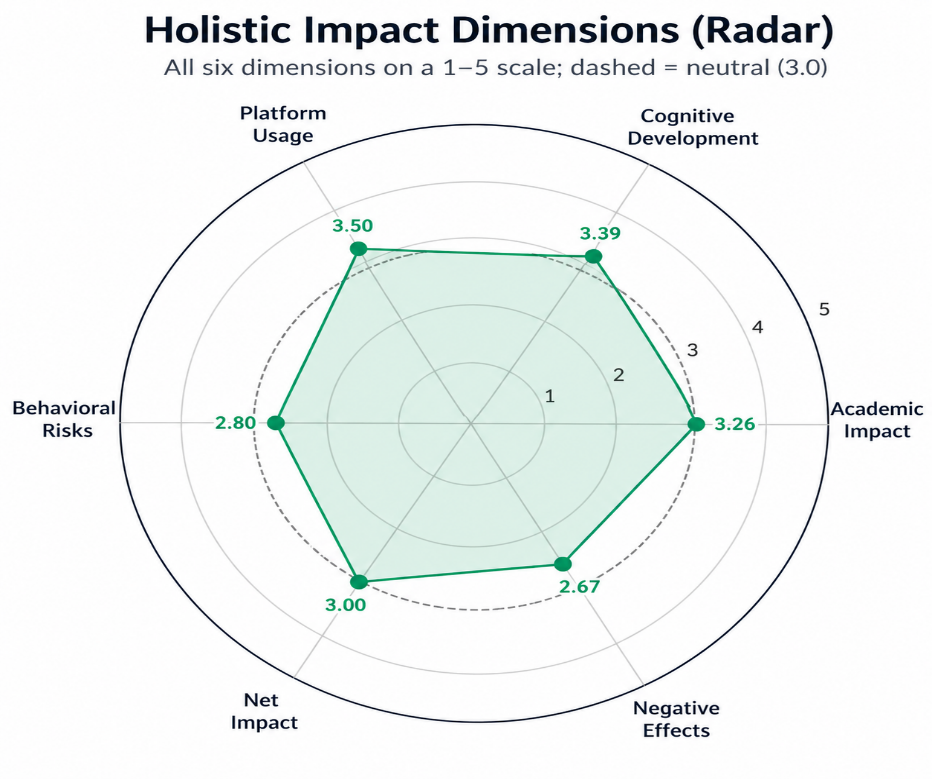 Holistic Impact Dimensions (Radar)
All six dimensions on a 1–5 scale; dashed = neutral (3.0)
Platform
Usage
Cognitive
Development
3.50
3.39
5
4
3
2
1
Behavioral
Risks
2.80
3.26
Academic
Impact
3.00
2.67
Net
Impact
Negative
Effects